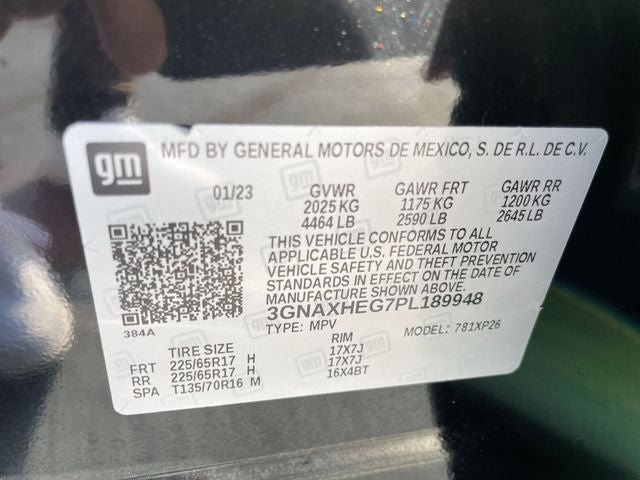 gm MFD BY GENERAL MOTORS DE MEXICO, S. DE R.L. DE C.V.
01/23 GVWR GAWR FRT GAWR RR
2025 KG 1175 KG 1200 KG
4464 LB 2590 LB 2645 LB
THIS VEHICLE CONFORMS TO ALL
APPLICABLE U.S. FEDERAL MOTOR
VEHICLE SAFETY AND THEFT PREVENTION
STANDARDS IN EFFECT ON THE DATE OF
MANUFACTURE SHOWN ABOVE.
3GNAXHEG7PL189948
384A TYPE: MPV MODEL: 781XP26
TIRE SIZE RIM
FRT 225/65R17 H 17X7J
RR 225/65R17 H 17X7J
SPA T135/70R16 M 16X4BT